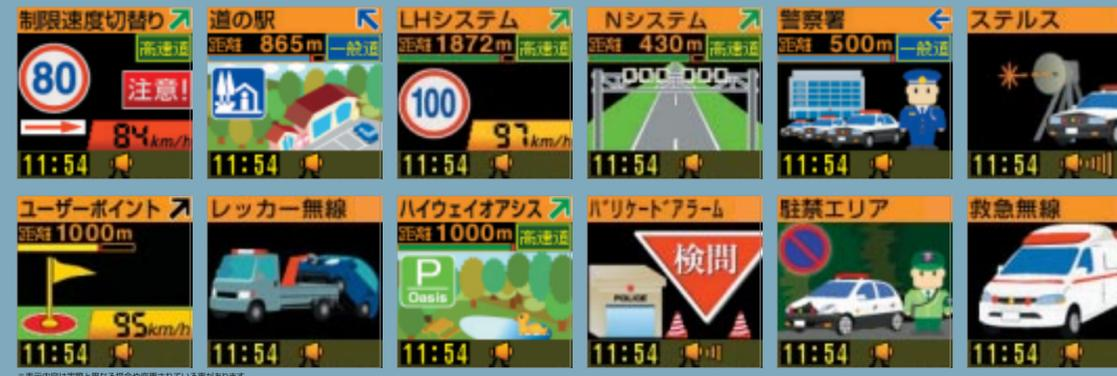 制限速度切替り
80
注意!
84km/h
11:54
道の駅
距離 865m 一般道
11:54
LHシステム
距離 1872m 高速道
100
97km/h
11:54
Nシステム
距離 430m 高速道
11:54
警察署
距離 500m 一般道
11:54
ステルス
11:54
ユーザーポイント
距離 1000m
95km/h
11:54
レッカー無線
11:54
ハイウェイオアシス
距離 1000m 高速道
P
Oasis
11:54
バリケードアラーム
検問
POLICE
11:54
駐禁エリア
11:54
救急無線
11:54